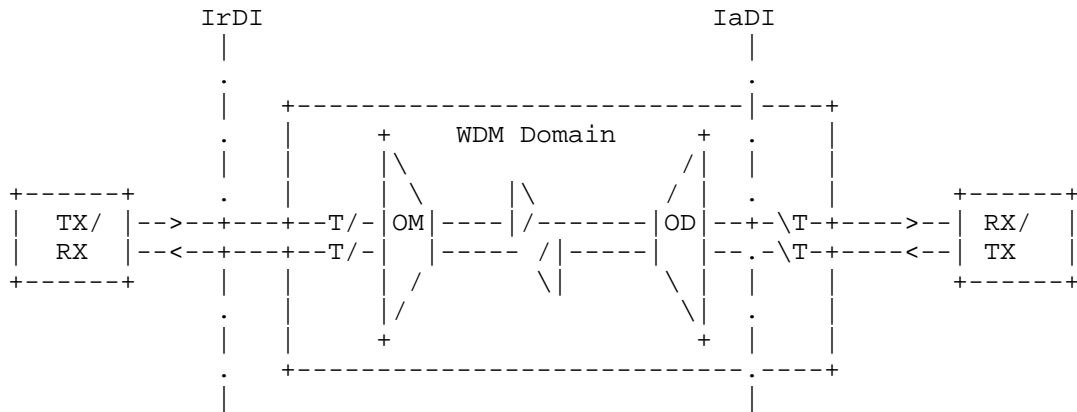 IrDI IaDI
WDM Domain
TX/ T/ OM OD \T RX/
RX T/ \T TX